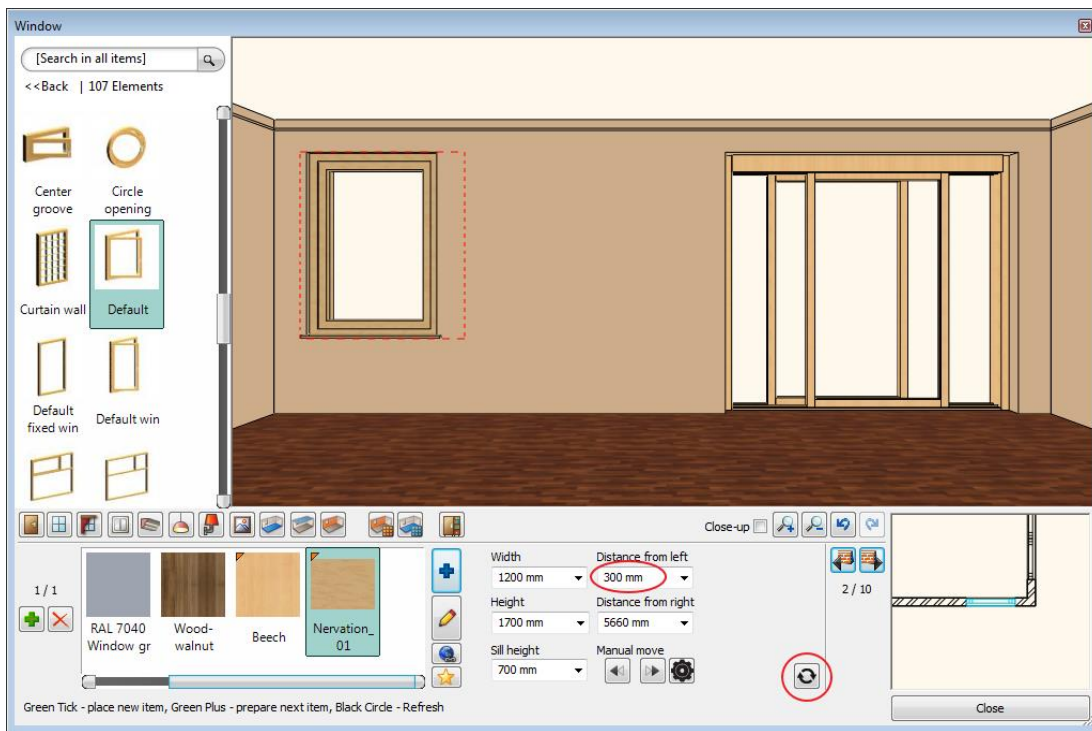 Window
[Search in all items]
<<Back | 107 Elements
Center
groove
Circle
opening
Curtain wall
Default
Default
fixed win
Default win
Close-up
1 / 1
RAL 7040
Window gr
Wood-
walnut
Beech
Nervation_
01
Width
1200 mm
Distance from left
300 mm
Height
1700 mm
Distance from right
5660 mm
Sill height
700 mm
Manual move
2 / 10
Green Tick - place new item, Green Plus - prepare next item, Black Circle - Refresh
Close